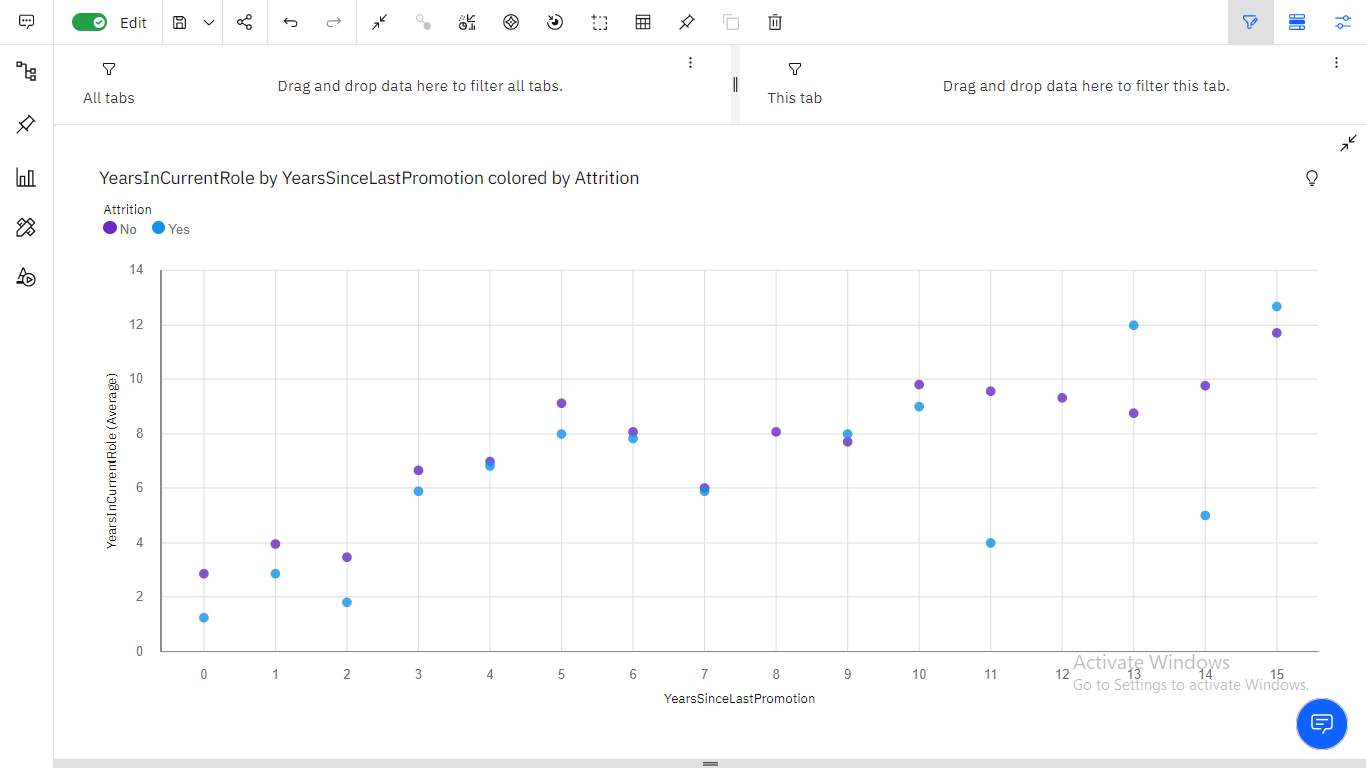 Edit
All tabs
Drag and drop data here to filter all tabs.
This tab
Drag and drop data here to filter this tab.
YearsInCurrentRole by YearsSinceLastPromotion colored by Attrition
Attrition
No Yes
14
12
10
8
6
4
2
0
YearsInCurrentRole (Average)
0 1 2 3 4 5 6 7 8 9 10 11 12 13 14 15
YearsSinceLastPromotion
Activate Windows
Go to Settings to activate Windows.